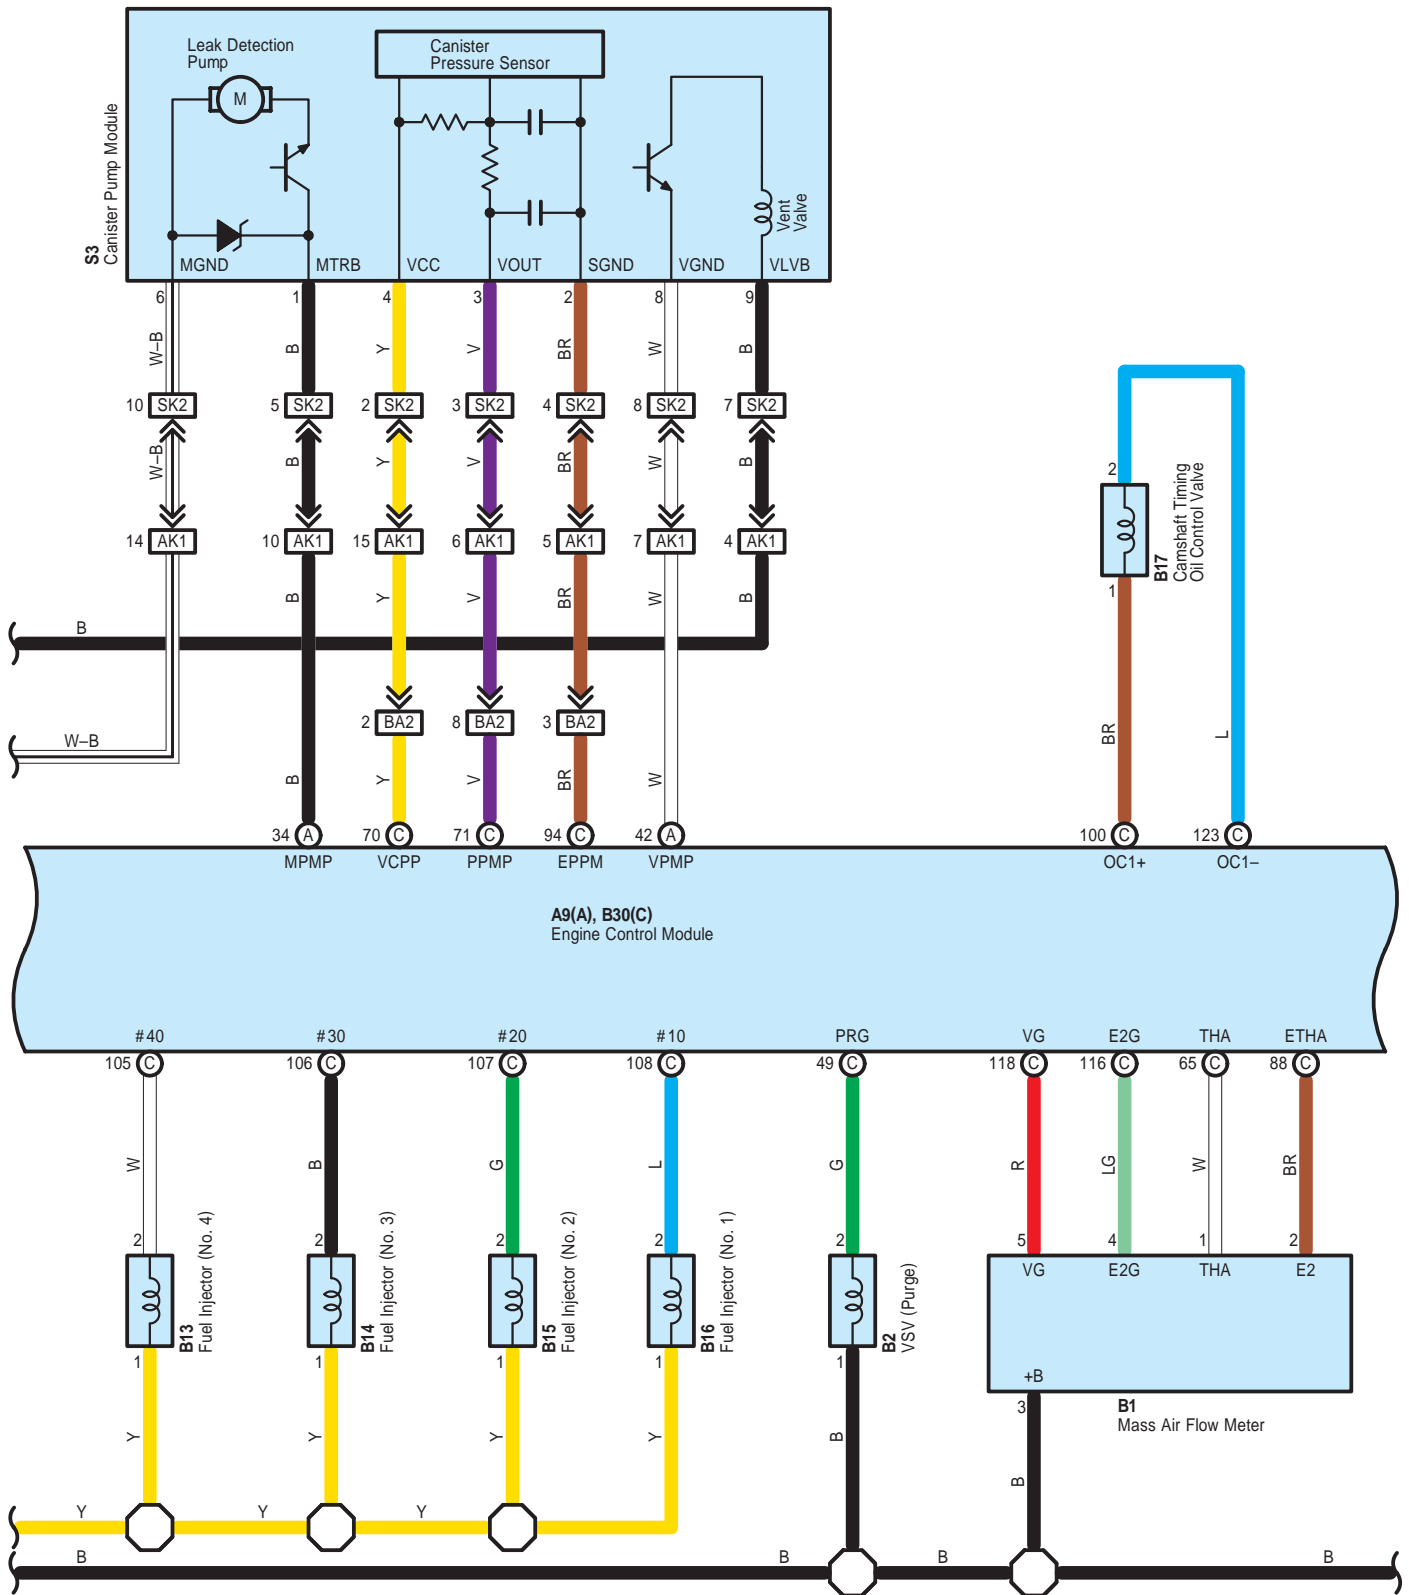 Leak Detection
Pump
M
Canister
Pressure Sensor
Vent
Valve
S3
Canister Pump Module
MGND MTRB VCC VOUT SGND VGND VLVB
6 1 4 3 2 8 9
W–B B Y V BR W B
10 SK2 5 SK2 2 SK2 3 SK2 4 SK2 8 SK2 7 SK2
W–B B Y V BR W B
14 AK1 10 AK1 15 AK1 6 AK1 5 AK1 7 AK1 4 AK1
B Y V BR W B
B
2 BA2 8 BA2 3 BA2
W–B
B Y V BR W
2
B17
Camshaft Timing
Oil Control Valve
1
BR L
34 A 70 C 71 C 94 C 42 A 100 C 123 C
MPMP VCPP PPMP EPPM VPMP OC1+ OC1–
A9(A), B30(C)
Engine Control Module
#40 #30 #20 #10 PRG VG E2G THA ETHA
105 C 106 C 107 C 108 C 49 C 118 C 116 C 65 C 88 C
W B G L G R LG W BR
2 2 2 2 2 5 4 1 2
VG E2G THA E2
B13
Fuel Injector (No. 4)
B14
Fuel Injector (No. 3)
B15
Fuel Injector (No. 2)
B16
Fuel Injector (No. 1)
B2
VSV (Purge)
1 1 1 1 1
+B
3
B1
Mass Air Flow Meter
Y Y Y Y B B
Y Y Y
B B B B